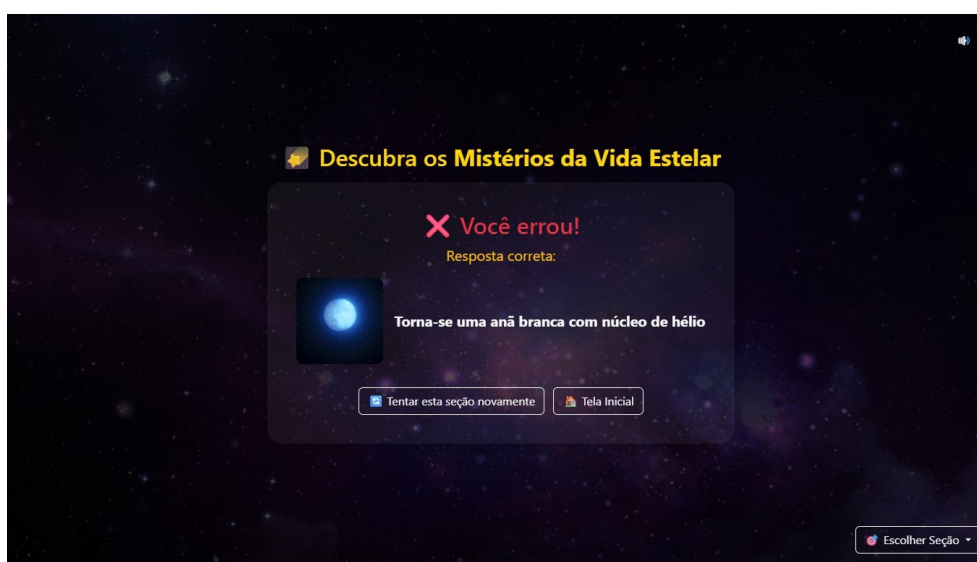 Descubra os Mistérios da Vida Estelar
Você errou!
Resposta correta:
Torna-se uma anã branca com núcleo de hélio
Tentar esta seção novamente
Tela Inicial
Escolher Seção